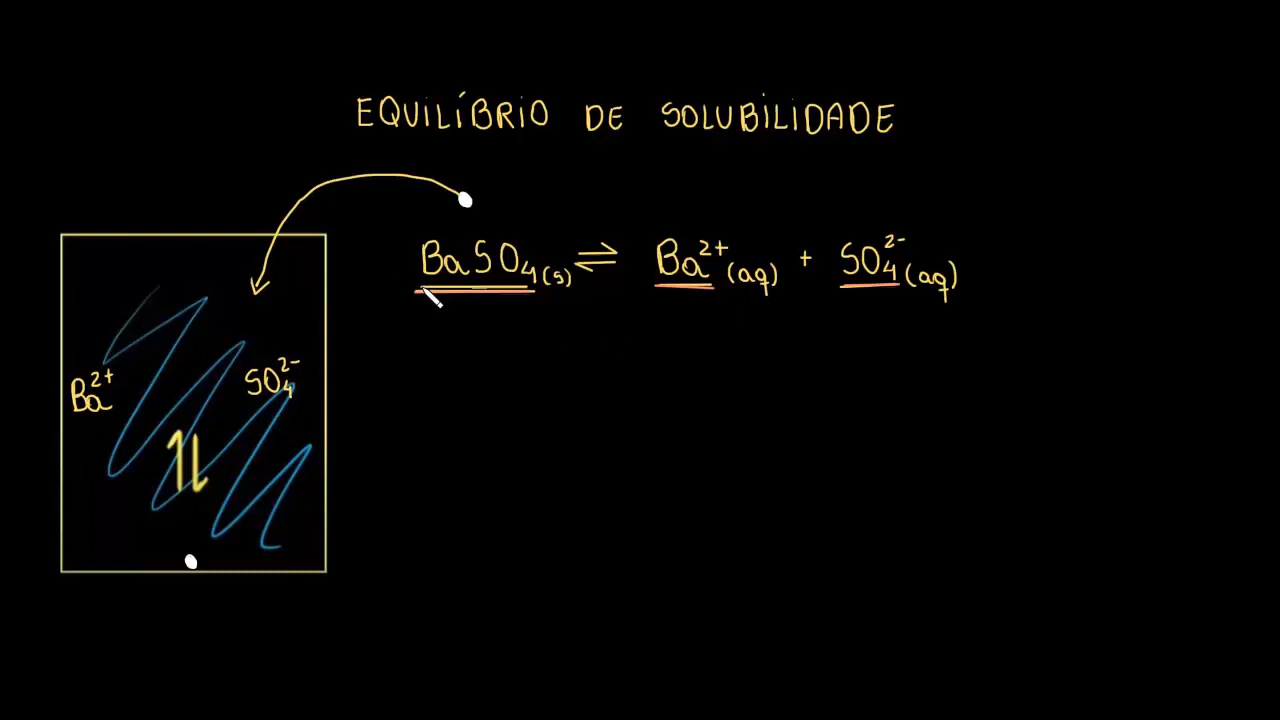 EQUILÍBRIO DE SOLUBILIDADE
BaSO₄(s) ⇌ Ba²⁺(aq) + SO₄²⁻(aq)
Ba²⁺ SO₄²⁻
⇌